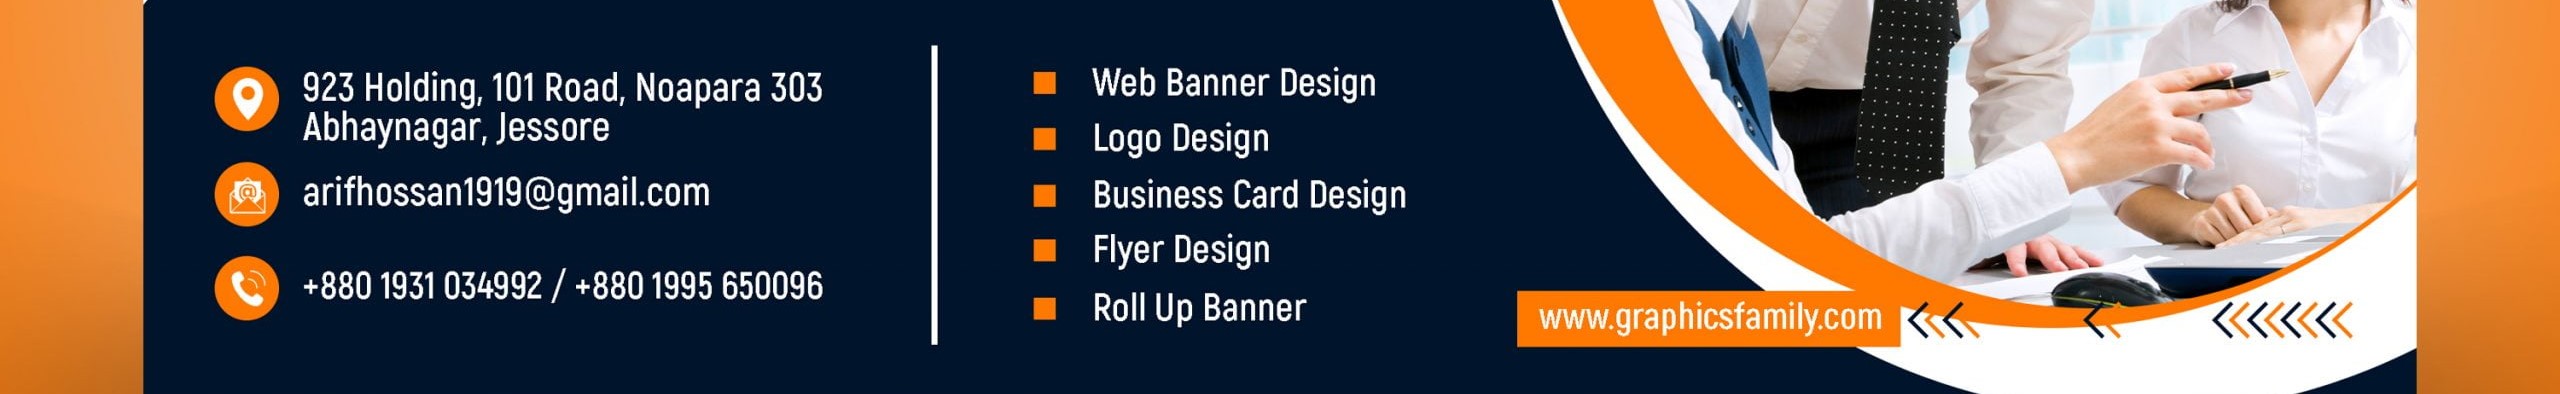 923 Holding, 101 Road, Noapara 303
Abhaynagar, Jessore
arifhossan1919@gmail.com
+880 1931 034992 / +880 1995 650096
Web Banner Design
Logo Design
Business Card Design
Flyer Design
Roll Up Banner
www.graphicsfamily.com